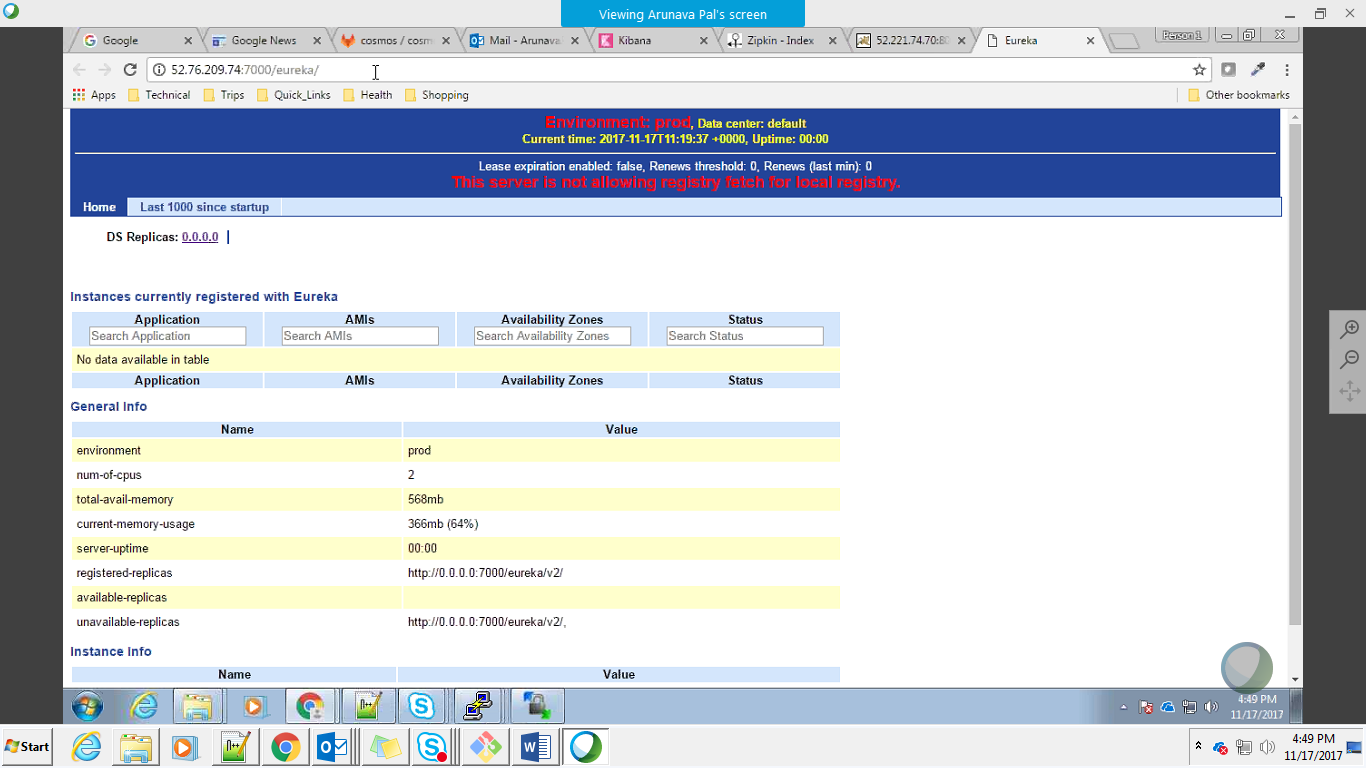 Viewing Arunava Pal's screen
Google
Google News
cosmos / cosm
Mail - Arunava
Kibana
Zipkin - Index
52.221.74.70:80
Eureka
Person 1
52.76.209.74:7000/eureka/
Apps
Technical
Trips
Quick_Links
Health
Shopping
Other bookmarks
Environment: prod, Data center: default
Current time: 2017-11-17T11:19:37 +0000, Uptime: 00:00
Lease expiration enabled: false, Renews threshold: 0, Renews (last min): 0
This server is not allowing registry fetch for local registry.
Home Last 1000 since startup
DS Replicas: 0.0.0.0
Instances currently registered with Eureka
Application AMIs Availability Zones Status
Search Application Search AMIs Search Availability Zones Search Status
No data available in table
Application AMIs Availability Zones Status
General Info
Name Value
environment prod
num-of-cpus 2
total-avail-memory 568mb
current-memory-usage 366mb (64%)
server-uptime 00:00
registered-replicas http://0.0.0.0:7000/eureka/v2/
available-replicas
unavailable-replicas http://0.0.0.0:7000/eureka/v2/,
Instance Info
Name Value
4:49 PM
11/17/2017
Start
4:49 PM
11/17/2017